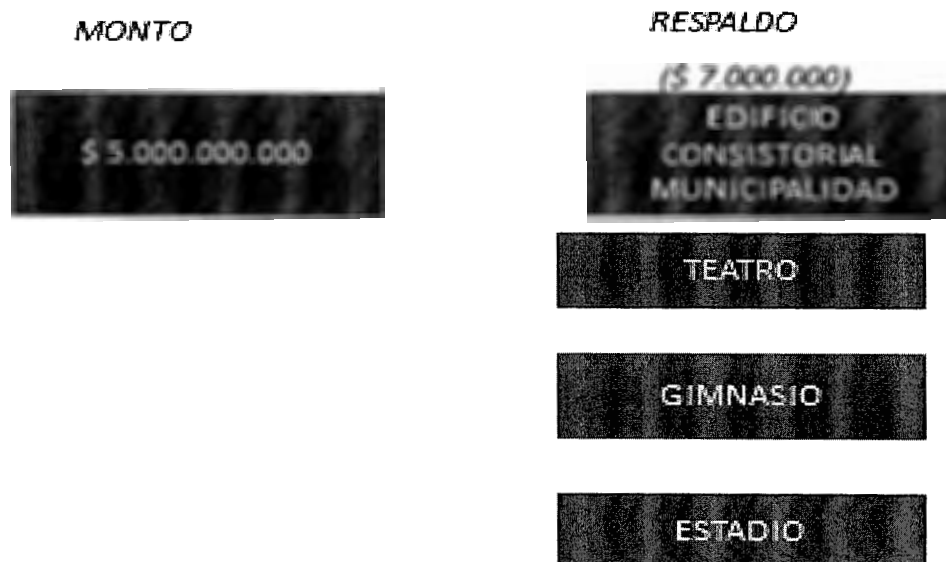 MONTO
RESPALDO
($ 7.000.000)
$ 5.000.000.000
EDIFICIO
CONSISTORIAL
MUNICIPALIDAD
TEATRO
GIMNASIO
ESTADIO